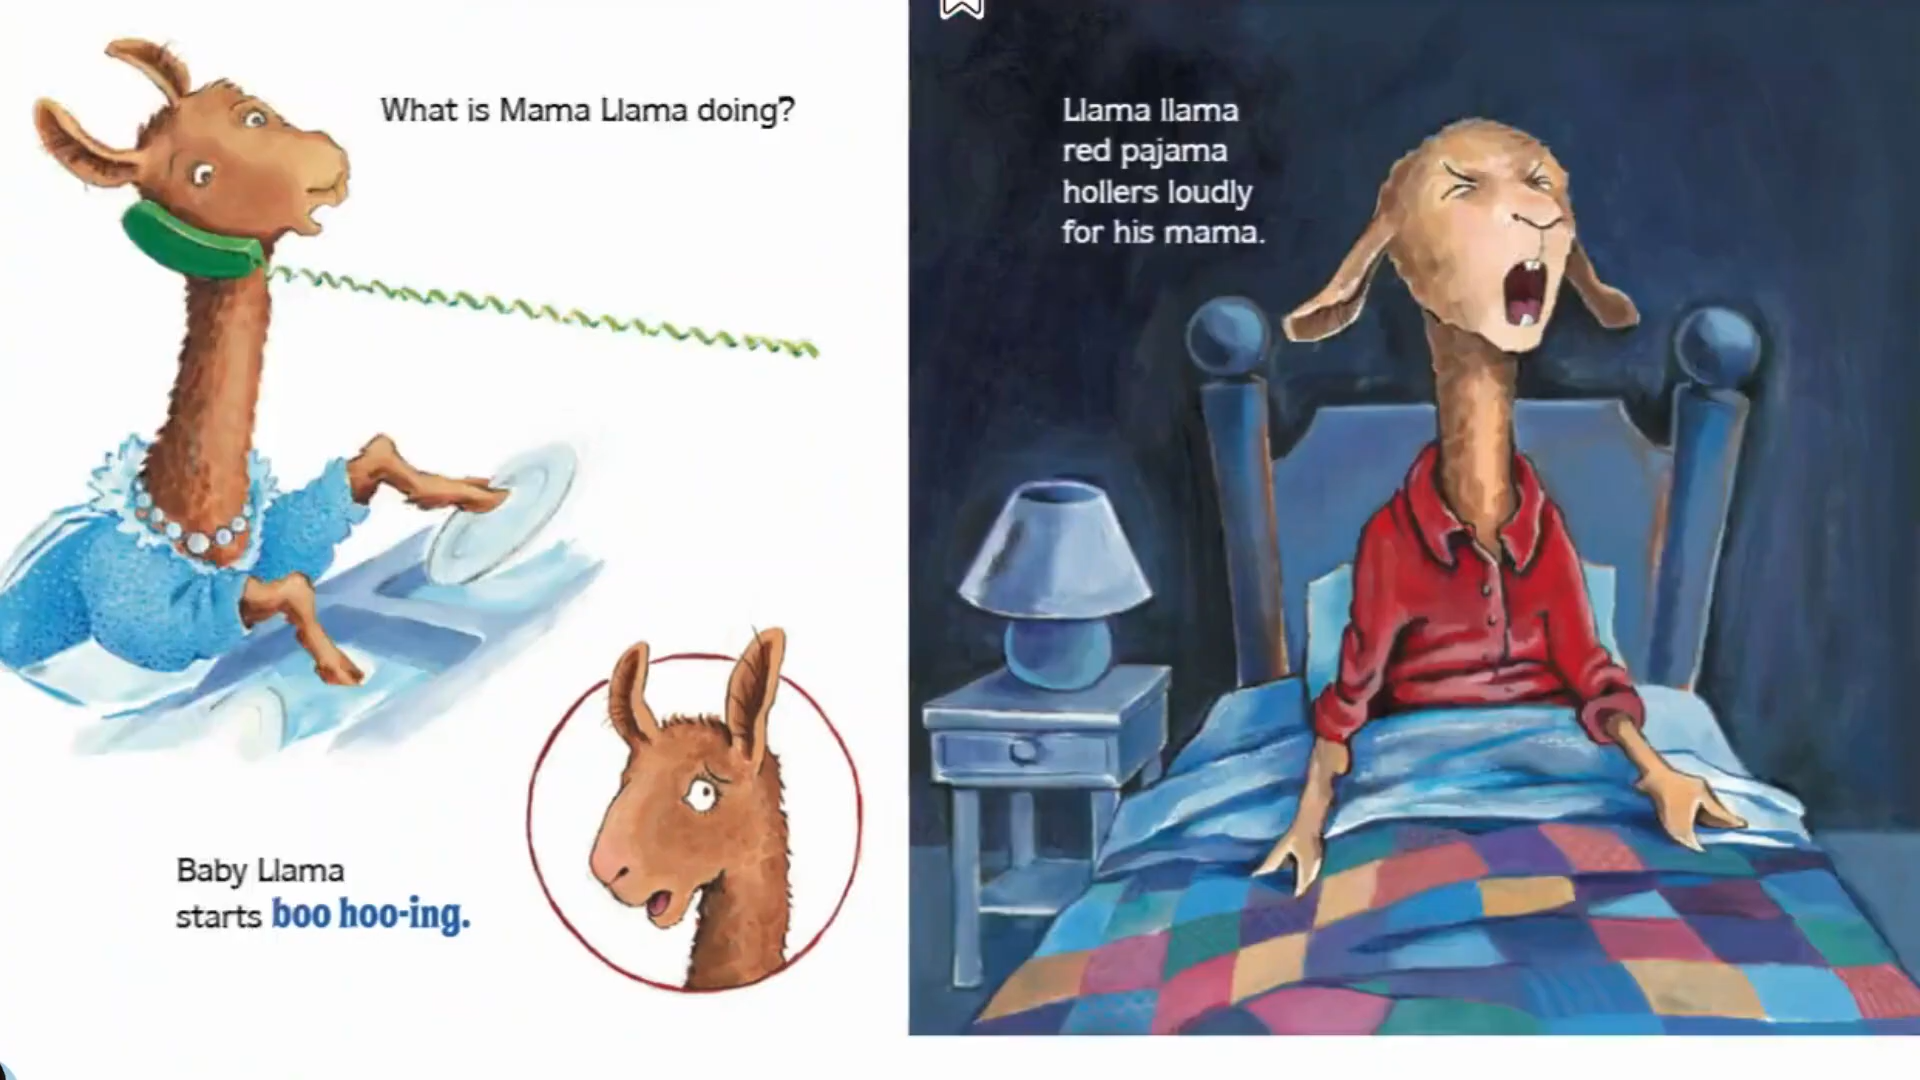 What is Mama Llama doing?
Baby Llama
starts boo hoo-ing.
Llama llama
red pajama
hollers loudly
for his mama.